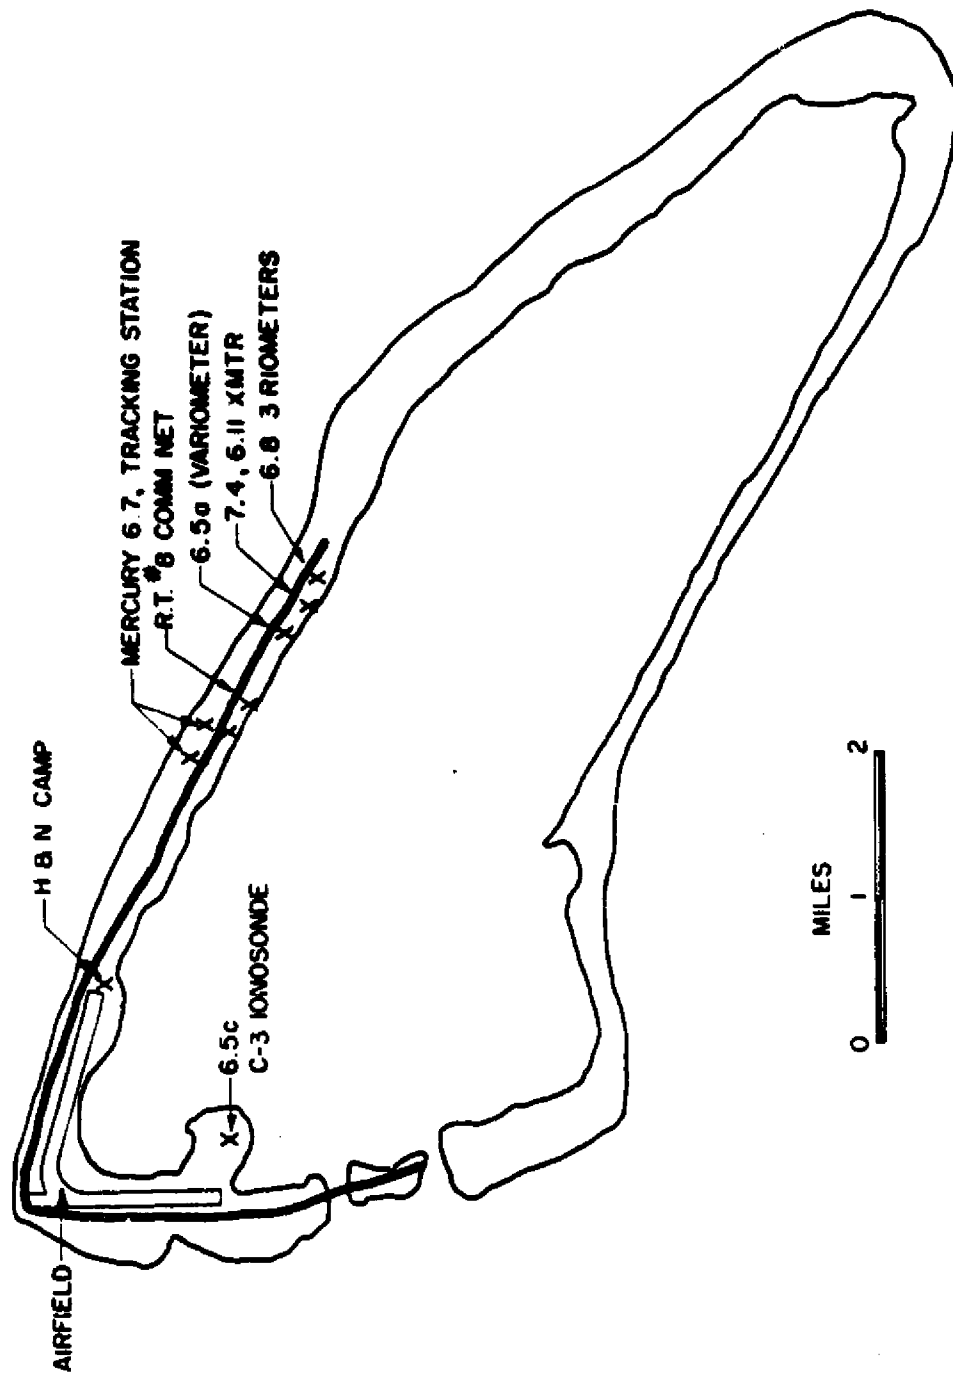 AIRFIELD
H & N CAMP
MERCURY 6.7, TRACKING STATION
R.T. #8 COMM NET
6.5a (VARIOMETER)
7.4, 6.11 XMTR
6.8 3 RIOMETERS
6.5c
C-3 IONOSONDE
MILES
0 1 2